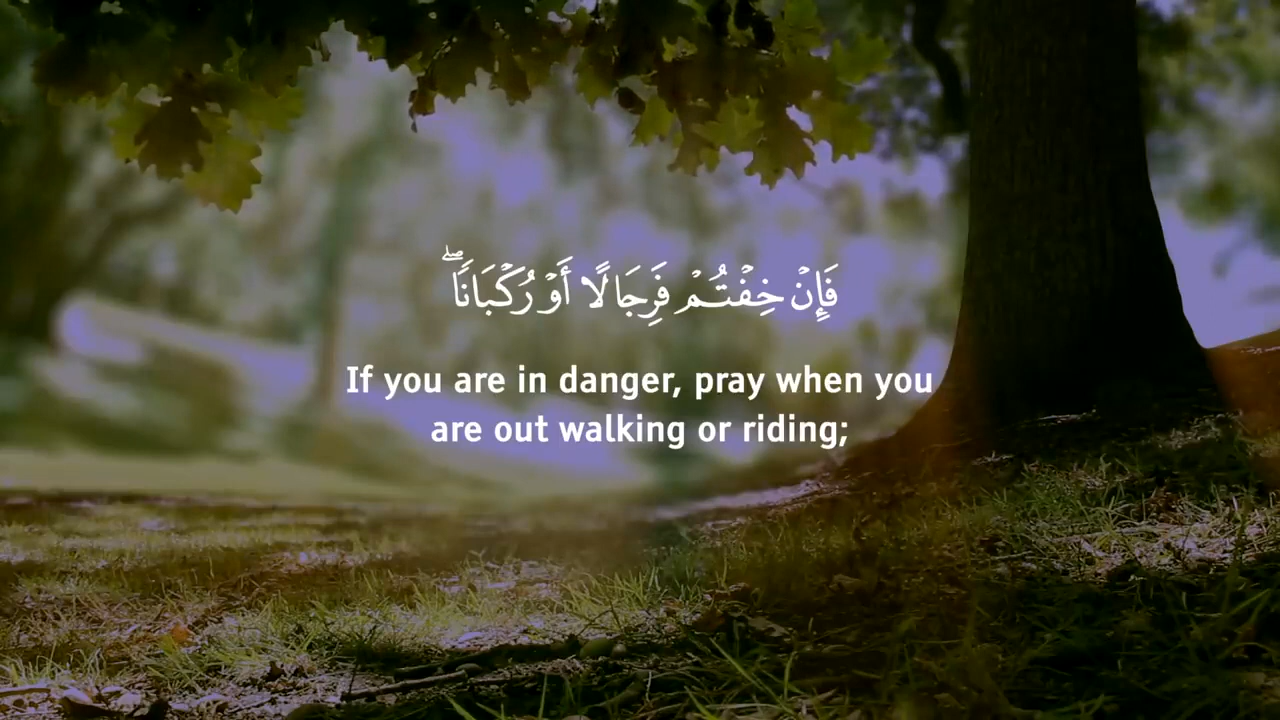 فَإِنۡ خِفۡتُمۡ فَرِجَالًا أَوۡ رُكۡبَانٗاۖ
If you are in danger, pray when you
are out walking or riding;